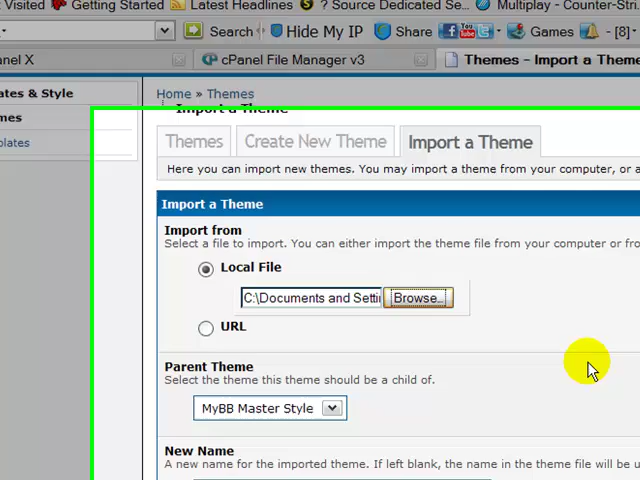 Visited Getting Started Latest Headlines ? Source Dedicated Se... Multiplay - Counter-Stri
Search Hide My IP Share Games - [8]
anel X cPanel File Manager v3 Themes - Import a Theme
ates & Style
Home » Themes
Import a Theme
mes
plates
Themes Create New Theme Import a Theme
Here you can import new themes. You may import a theme from your computer, or a
Import a Theme
Import from
Select a file to import. You can either import the theme file from your computer or fro
Local File
C:\Documents and Setti Browse...
URL
Parent Theme
Select the theme this theme should be a child of.
MyBB Master Style
New Name
A new name for the imported theme. If left blank, the name in the theme file will be u